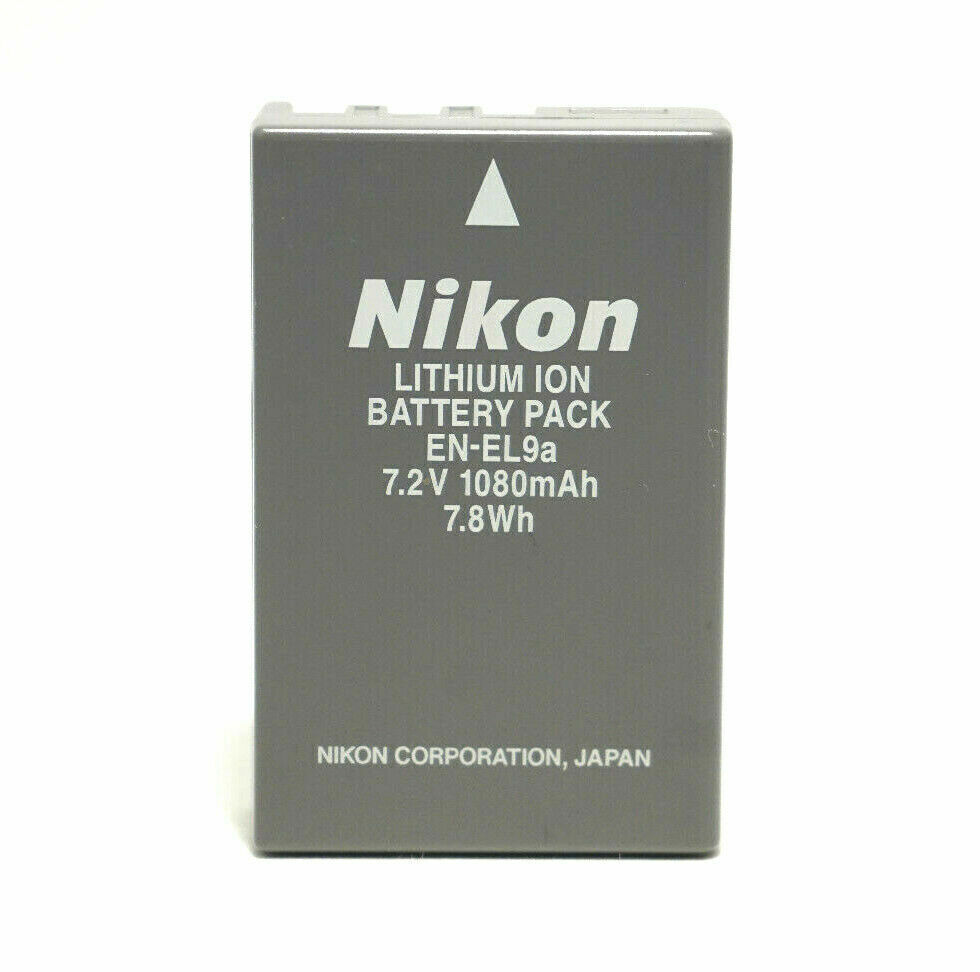 Nikon
LITHIUM ION
BATTERY PACK
EN-EL9a
7.2V 1080mAh
7.8Wh
NIKON CORPORATION, JAPAN